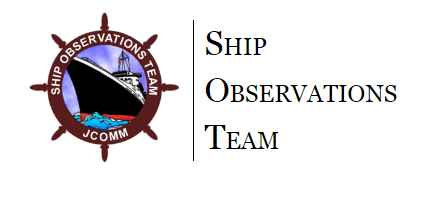 SHIP OBSERVATIONS TEAM
JCOMM
SHIP
OBSERVATIONS
TEAM